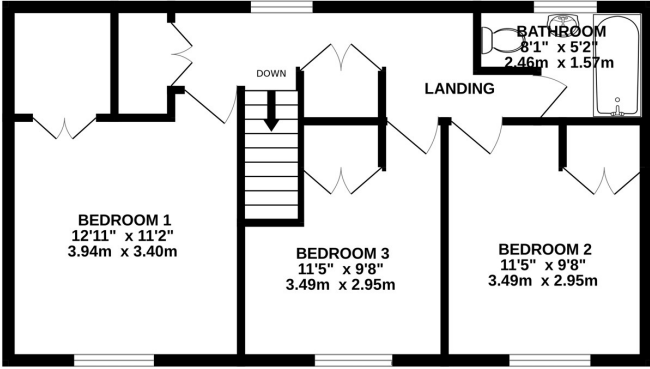 BATHROOM
8'1" x 5'2"
2.46m x 1.57m
DOWN
LANDING
BEDROOM 1
12'11" x 11'2"
3.94m x 3.40m
BEDROOM 3
11'5" x 9'8"
3.49m x 2.95m
BEDROOM 2
11'5" x 9'8"
3.49m x 2.95m